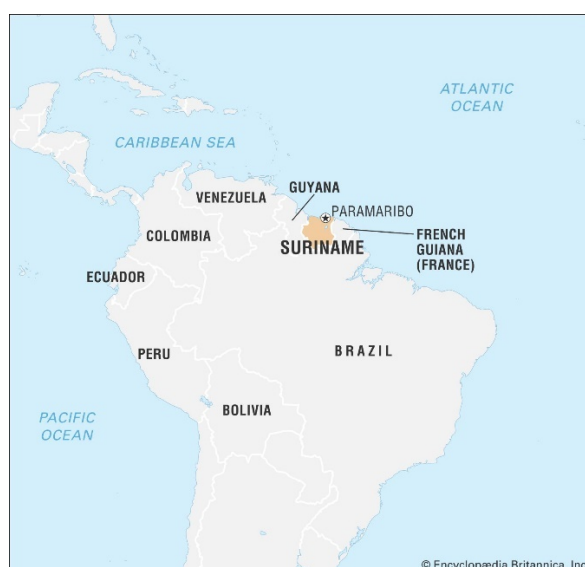 ATLANTIC
OCEAN
CARIBBEAN SEA
VENEZUELA
GUYANA
PARAMARIBO
COLOMBIA
SURINAME
FRENCH
GUIANA
(FRANCE)
ECUADOR
PERU
BRAZIL
BOLIVIA
PACIFIC
OCEAN
© Encyclopædia Britannica, Inc.